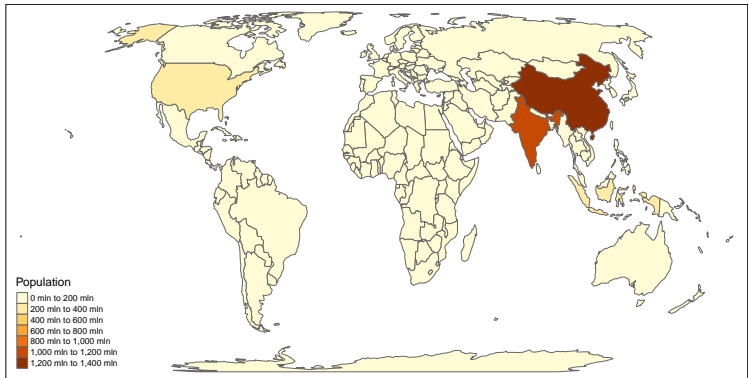 Population
0 mln to 200 mln
200 mln to 400 mln
400 mln to 600 mln
600 mln to 800 mln
800 mln to 1,000 mln
1,000 mln to 1,200 mln
1,200 mln to 1,400 mln